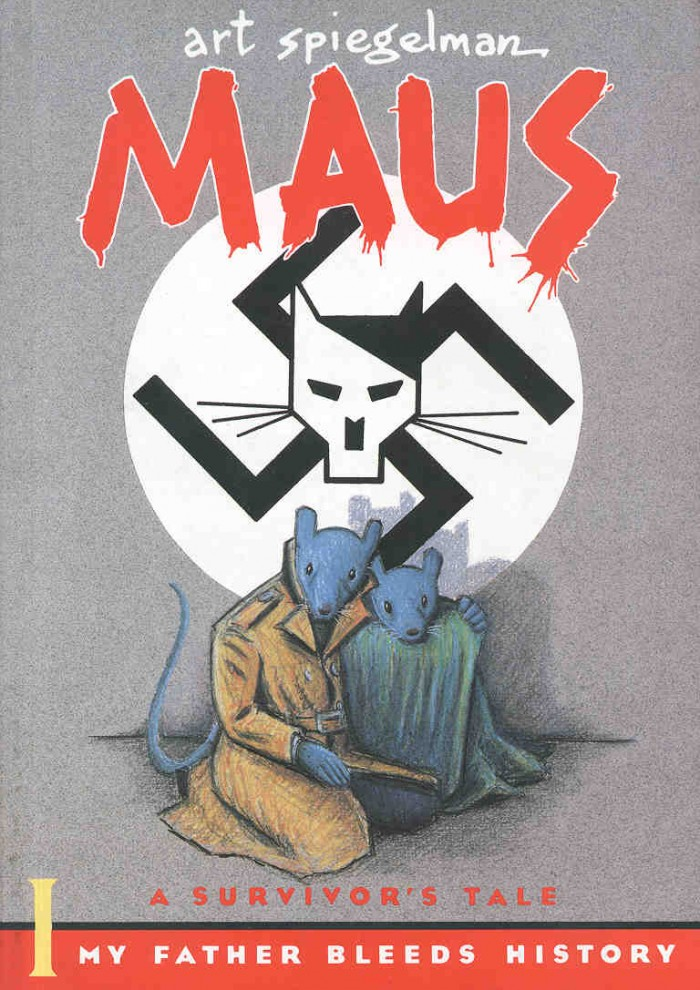 art spiegelman
MAUS
A SURVIVOR'S TALE
I
MY FATHER BLEEDS HISTORY